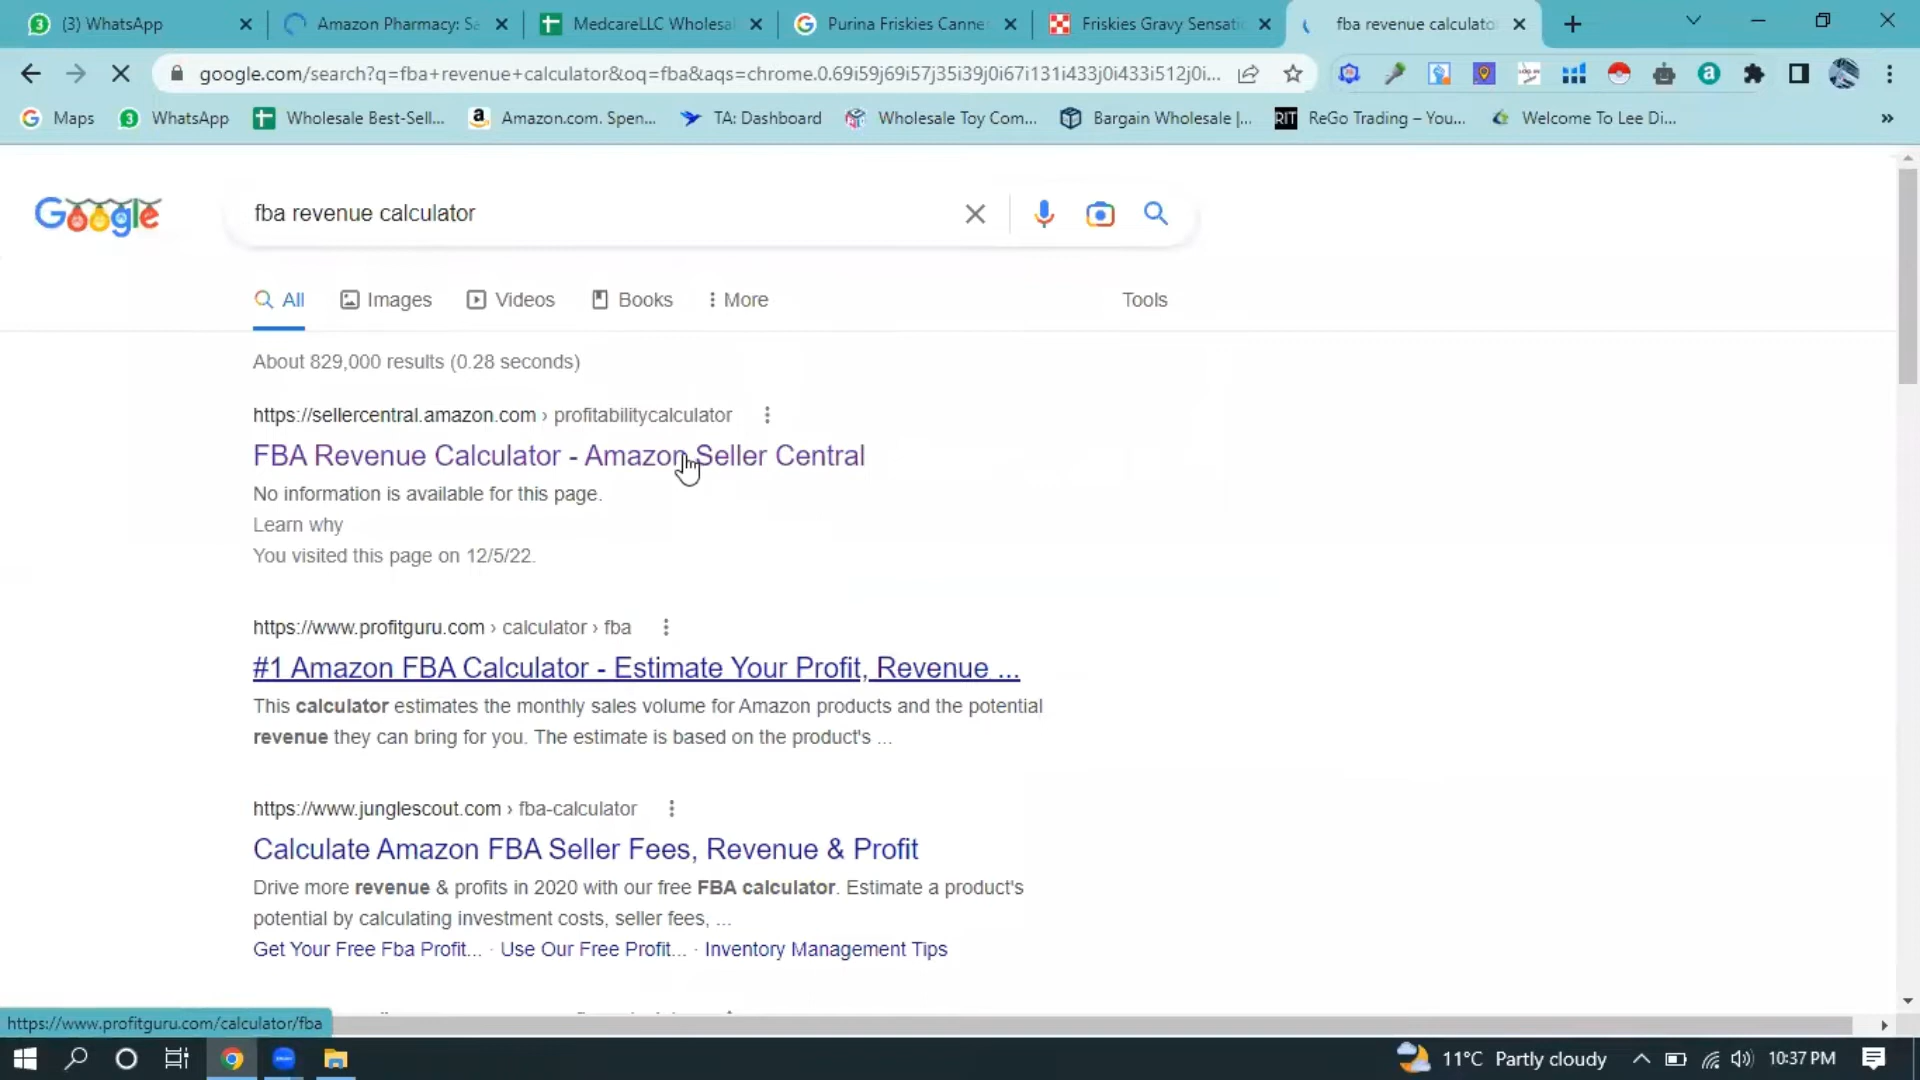 (3) WhatsApp
Amazon Pharmacy: Sa
MedcareLLC Wholesal
Purina Friskies Canne
Friskies Gravy Sensati
fba revenue calculato
google.com/search?q=fba+revenue+calculator&oq=fba&aqs=chrome.0.69i59j69i57j35i39j0i67i131i433j0i433i512j0i...
Maps
WhatsApp
Wholesale Best-Sell...
Amazon.com. Spen...
TA: Dashboard
Wholesale Toy Com...
Bargain Wholesale |...
RIT
ReGo Trading – You...
Welcome To Lee Di...
Google
fba revenue calculator
All
Images
Videos
Books
More
Tools
About 829,000 results (0.28 seconds)
https://sellercentral.amazon.com › profitabilitycalculator
FBA Revenue Calculator - Amazon Seller Central
No information is available for this page.
Learn why
You visited this page on 12/5/22.
https://www.profitguru.com › calculator › fba
#1 Amazon FBA Calculator - Estimate Your Profit, Revenue ...
This calculator estimates the monthly sales volume for Amazon products and the potential
revenue they can bring for you. The estimate is based on the product's ...
https://www.junglescout.com › fba-calculator
Calculate Amazon FBA Seller Fees, Revenue & Profit
Drive more revenue & profits in 2020 with our free FBA calculator. Estimate a product's
potential by calculating investment costs, seller fees, ...
Get Your Free Fba Profit... · Use Our Free Profit... · Inventory Management Tips
https://www.profitguru.com/calculator/fba
11°C Partly cloudy
10:37 PM